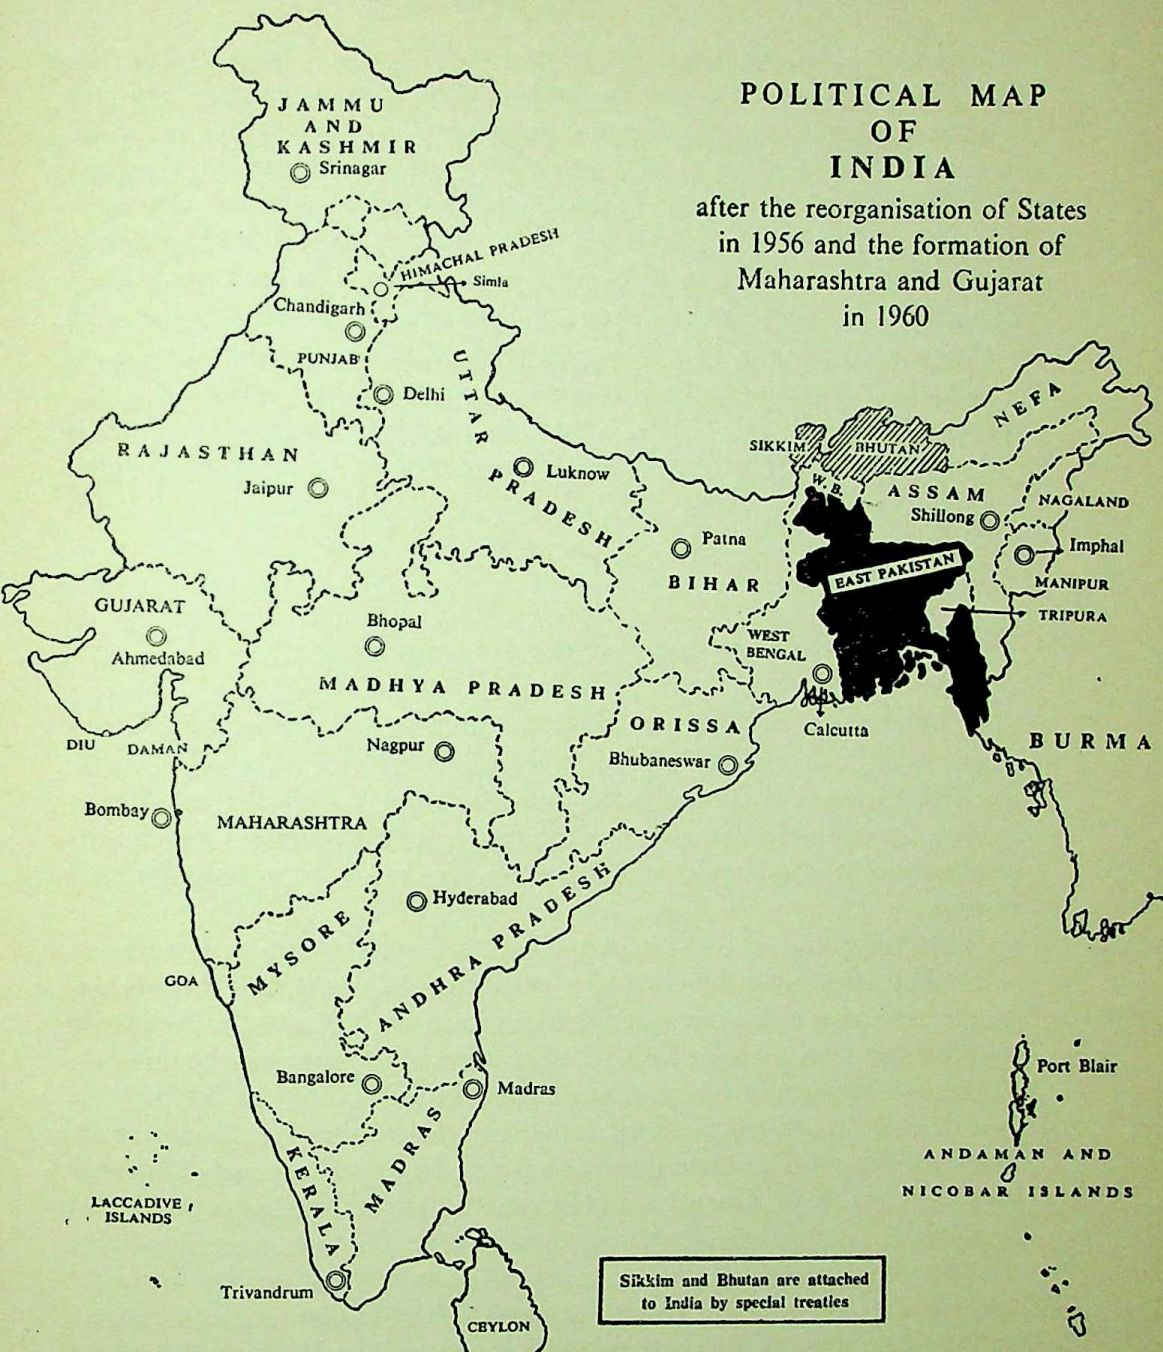 POLITICAL MAP
OF
INDIA
after the reorganisation of States
in 1956 and the formation of
Maharashtra and Gujarat
in 1960
JAMMU
AND
KASHMIR
Srinagar
HIMACHAL PRADESH
Simla
Chandigarh
PUNJAB
Delhi
UTTAR
PRADESH
Luknow
RAJASTHAN
Jaipur
NEFA
SIKKIM
BHUTAN
W. B.
ASSAM
Shillong
NAGALAND
Imphal
MANIPUR
TRIPURA
EAST PAKISTAN
Patna
BIHAR
WEST
BENGAL
Calcutta
GUJARAT
Ahmedabad
Bhopal
MADHYA PRADESH
ORISSA
Bhubaneswar
BURMA
DIU
DAMAN
Nagpur
Bombay
MAHARASHTRA
Hyderabad
ANDHRA PRADESH
MYSORE
GOA
Bangalore
Madras
MADRAS
KERALA
LACCADIVE
ISLANDS
Trivandrum
CEYLON
Port Blair
ANDAMAN AND
NICOBAR ISLANDS
Sikkim and Bhutan are attached
to India by special treaties